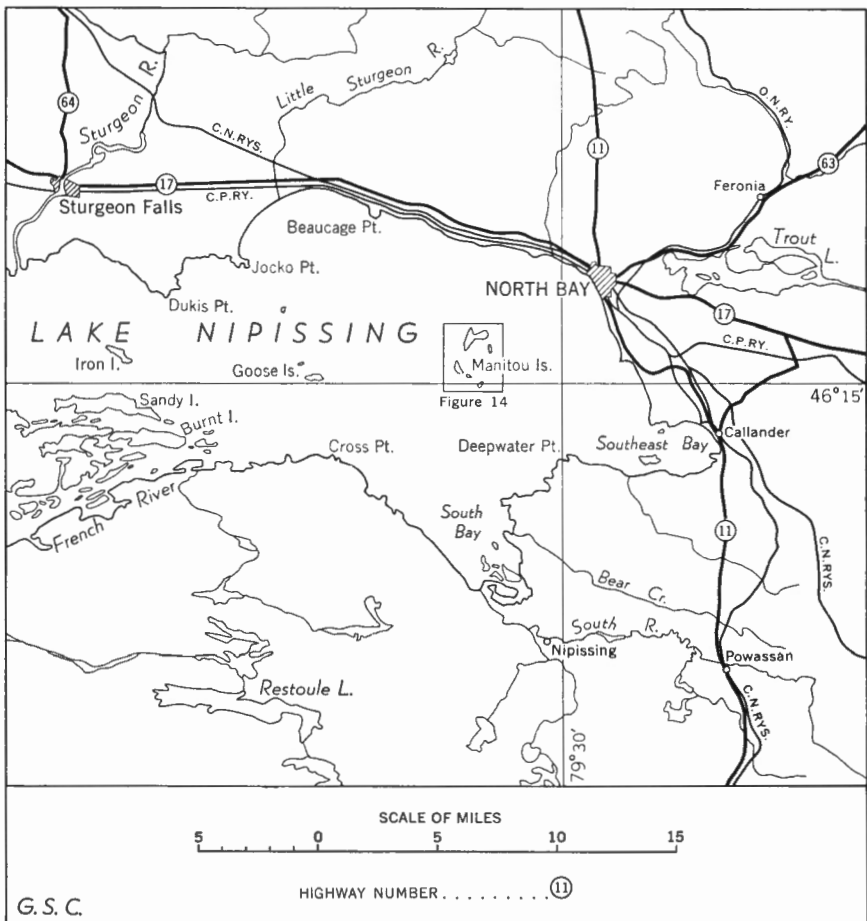 64
Sturgeon R.
Little Sturgeon R.
C.N.RYS.
11
O.N.RY.
63
17
C.P.RY.
Sturgeon Falls
Feronia
Beaucage Pt.
Trout L.
Jocko Pt.
NORTH BAY
Dukis Pt.
17
LAKE NIPISSING
C.P.RY.
Iron I.
Goose Is.
Manitou Is.
46°15'
Figure 14
Sandy I.
Burnt I.
Cross Pt.
Deepwater Pt.
Southeast Bay
Callander
French River
South Bay
11
C.N.RYS.
Bear Cr.
South R.
Nipissing
Powassan
Restoule L.
C.N.RYS.
79°30'
SCALE OF MILES
5 0 5 10 15
HIGHWAY NUMBER.........11
G.S.C.